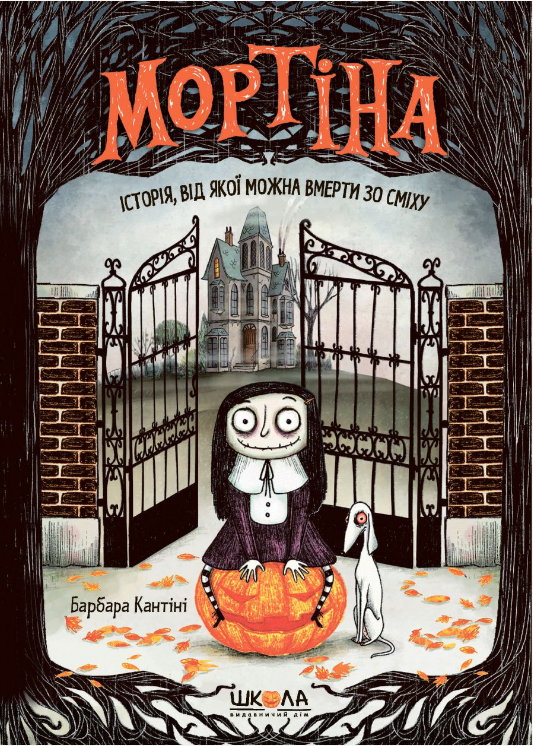 МОРТІНА
ІСТОРІЯ, ВІД ЯКОЇ МОЖНА ВМЕРТИ ЗО СМІХУ
Барбара Кантіні
ШКОЛА
видавничий дім